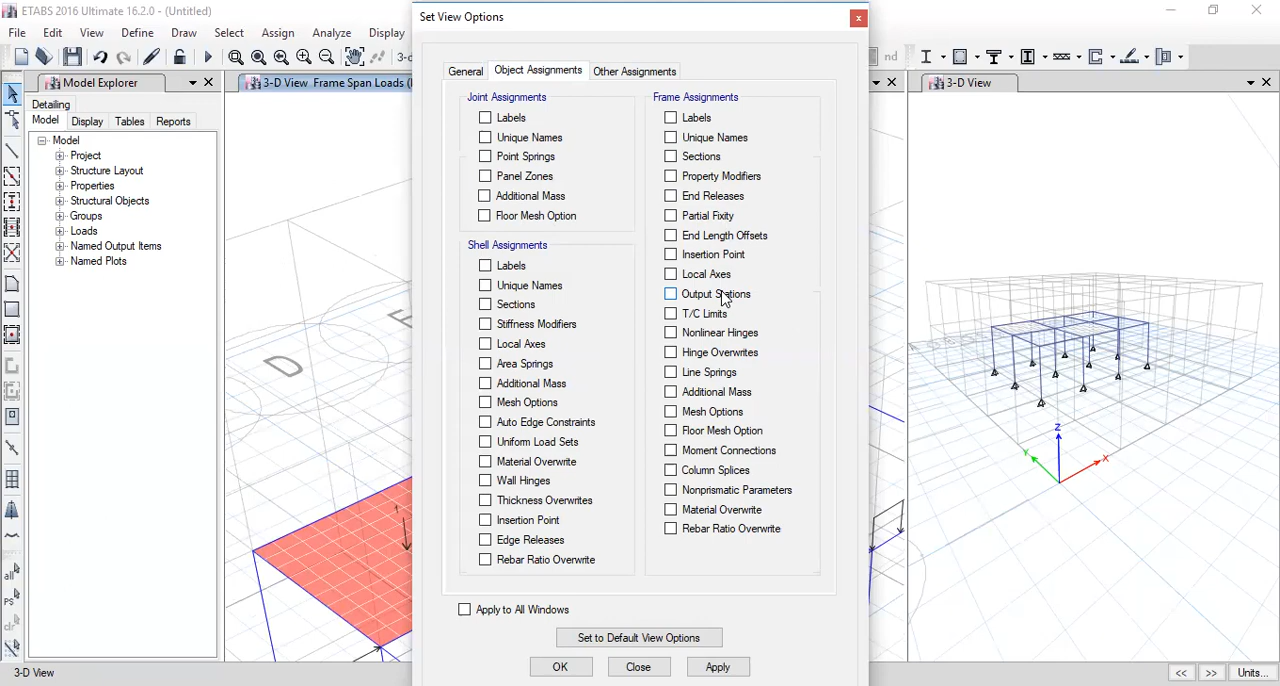 ETABS 2016 Ultimate 16.2.0 - (Untitled)
File Edit View Define Draw Select Assign Analyze Display
3-d
nd
Model Explorer
3-D View Frame Span Loads (
3-D View
Detailing
Model Display Tables Reports
Model
Project
Structure Layout
Properties
Structural Objects
Groups
Loads
Named Output Items
Named Plots
Set View Options
General Object Assignments Other Assignments
Joint Assignments
Labels
Unique Names
Point Springs
Panel Zones
Additional Mass
Floor Mesh Option
Shell Assignments
Labels
Unique Names
Sections
Stiffness Modifiers
Local Axes
Area Springs
Additional Mass
Mesh Options
Auto Edge Constraints
Uniform Load Sets
Material Overwrite
Wall Hinges
Thickness Overwrites
Insertion Point
Edge Releases
Rebar Ratio Overwrite
Frame Assignments
Labels
Unique Names
Sections
Property Modifiers
End Releases
Partial Fixity
End Length Offsets
Insertion Point
Local Axes
Output Stations
T/C Limits
Nonlinear Hinges
Hinge Overwrites
Line Springs
Additional Mass
Mesh Options
Floor Mesh Option
Moment Connections
Column Splices
Nonprismatic Parameters
Material Overwrite
Rebar Ratio Overwrite
Apply to All Windows
Set to Default View Options
OK Close Apply
D
E
Z
Y
X
all
PS
clr
3-D View
<< >> Units...